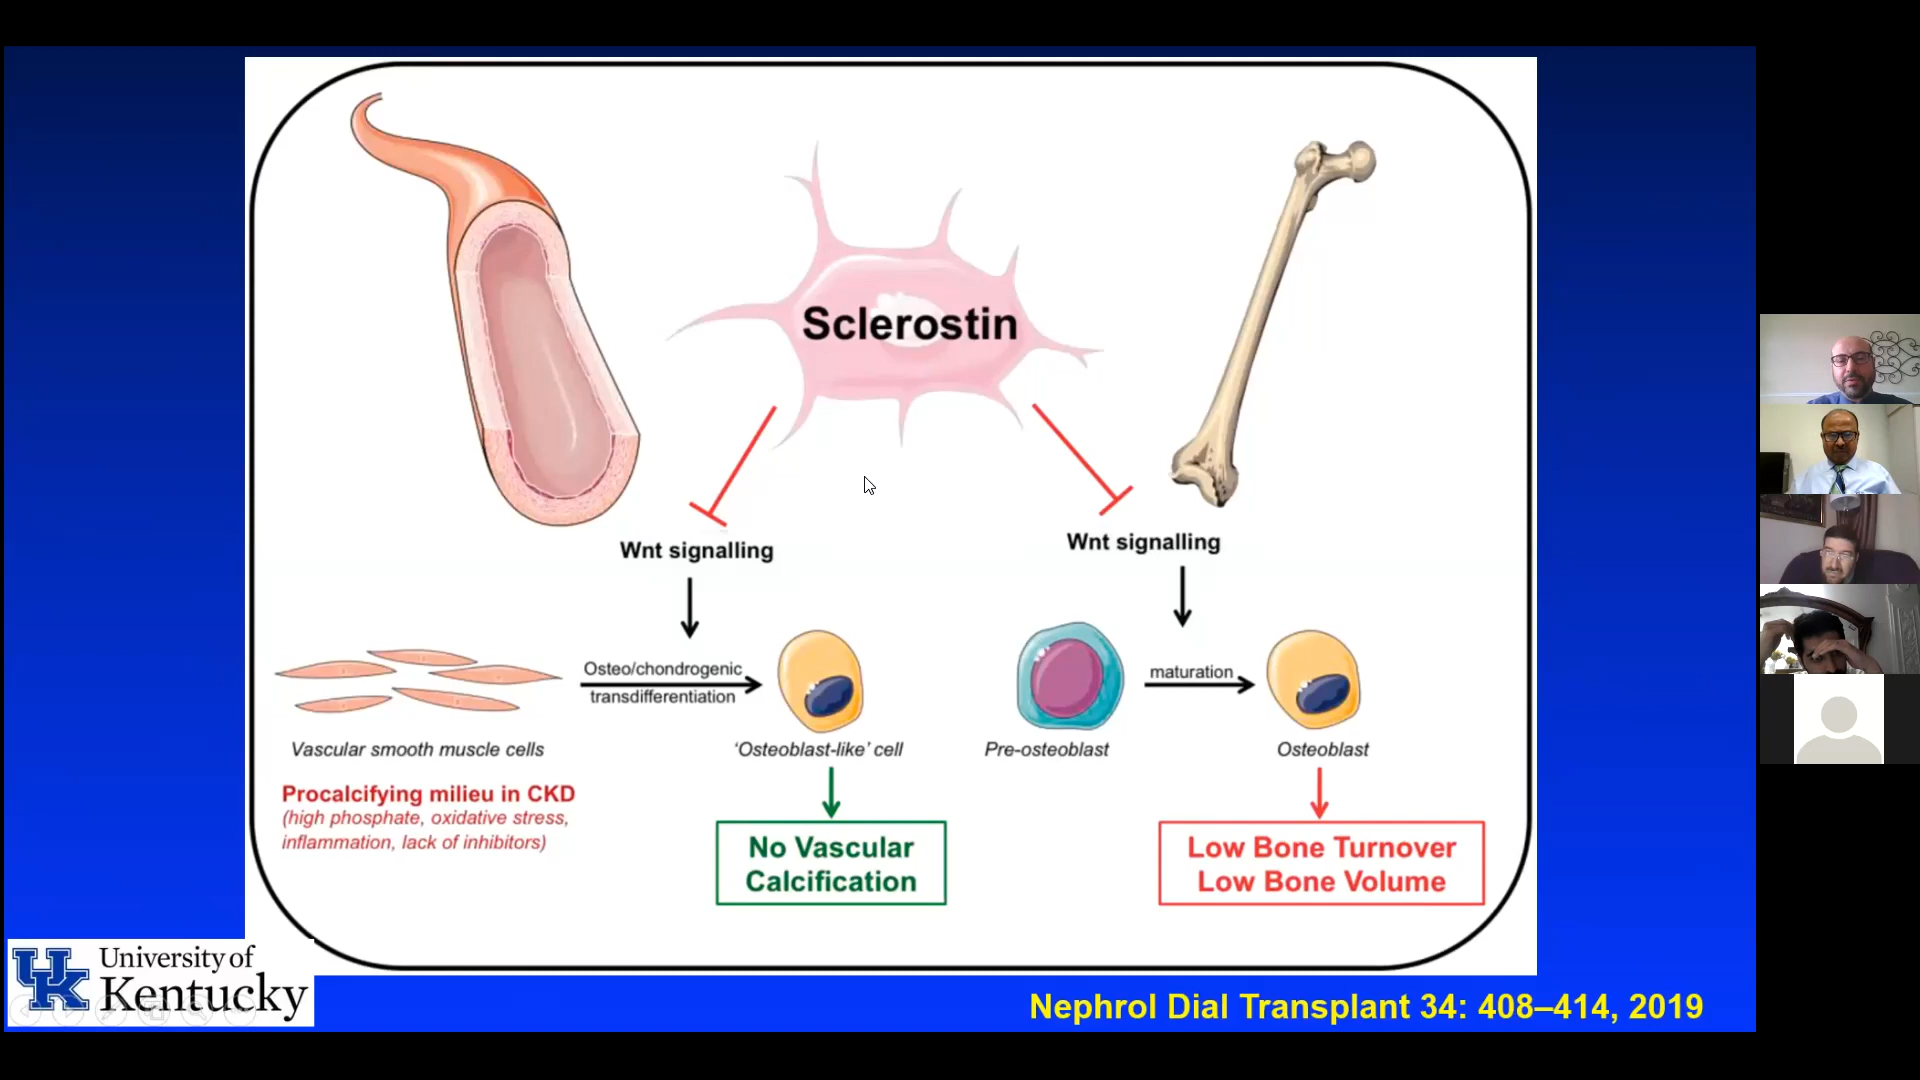 Sclerostin
Wnt signalling
Wnt signalling
Osteo/chondrogenic
transdifferentiation
maturation
Vascular smooth muscle cells
‘Osteoblast-like’ cell
Pre-osteoblast
Osteoblast
Procalcifying milieu in CKD
(high phosphate, oxidative stress,
inflammation, lack of inhibitors)
No Vascular
Calcification
Low Bone Turnover
Low Bone Volume
UK
University of
Kentucky
Nephrol Dial Transplant 34: 408–414, 2019